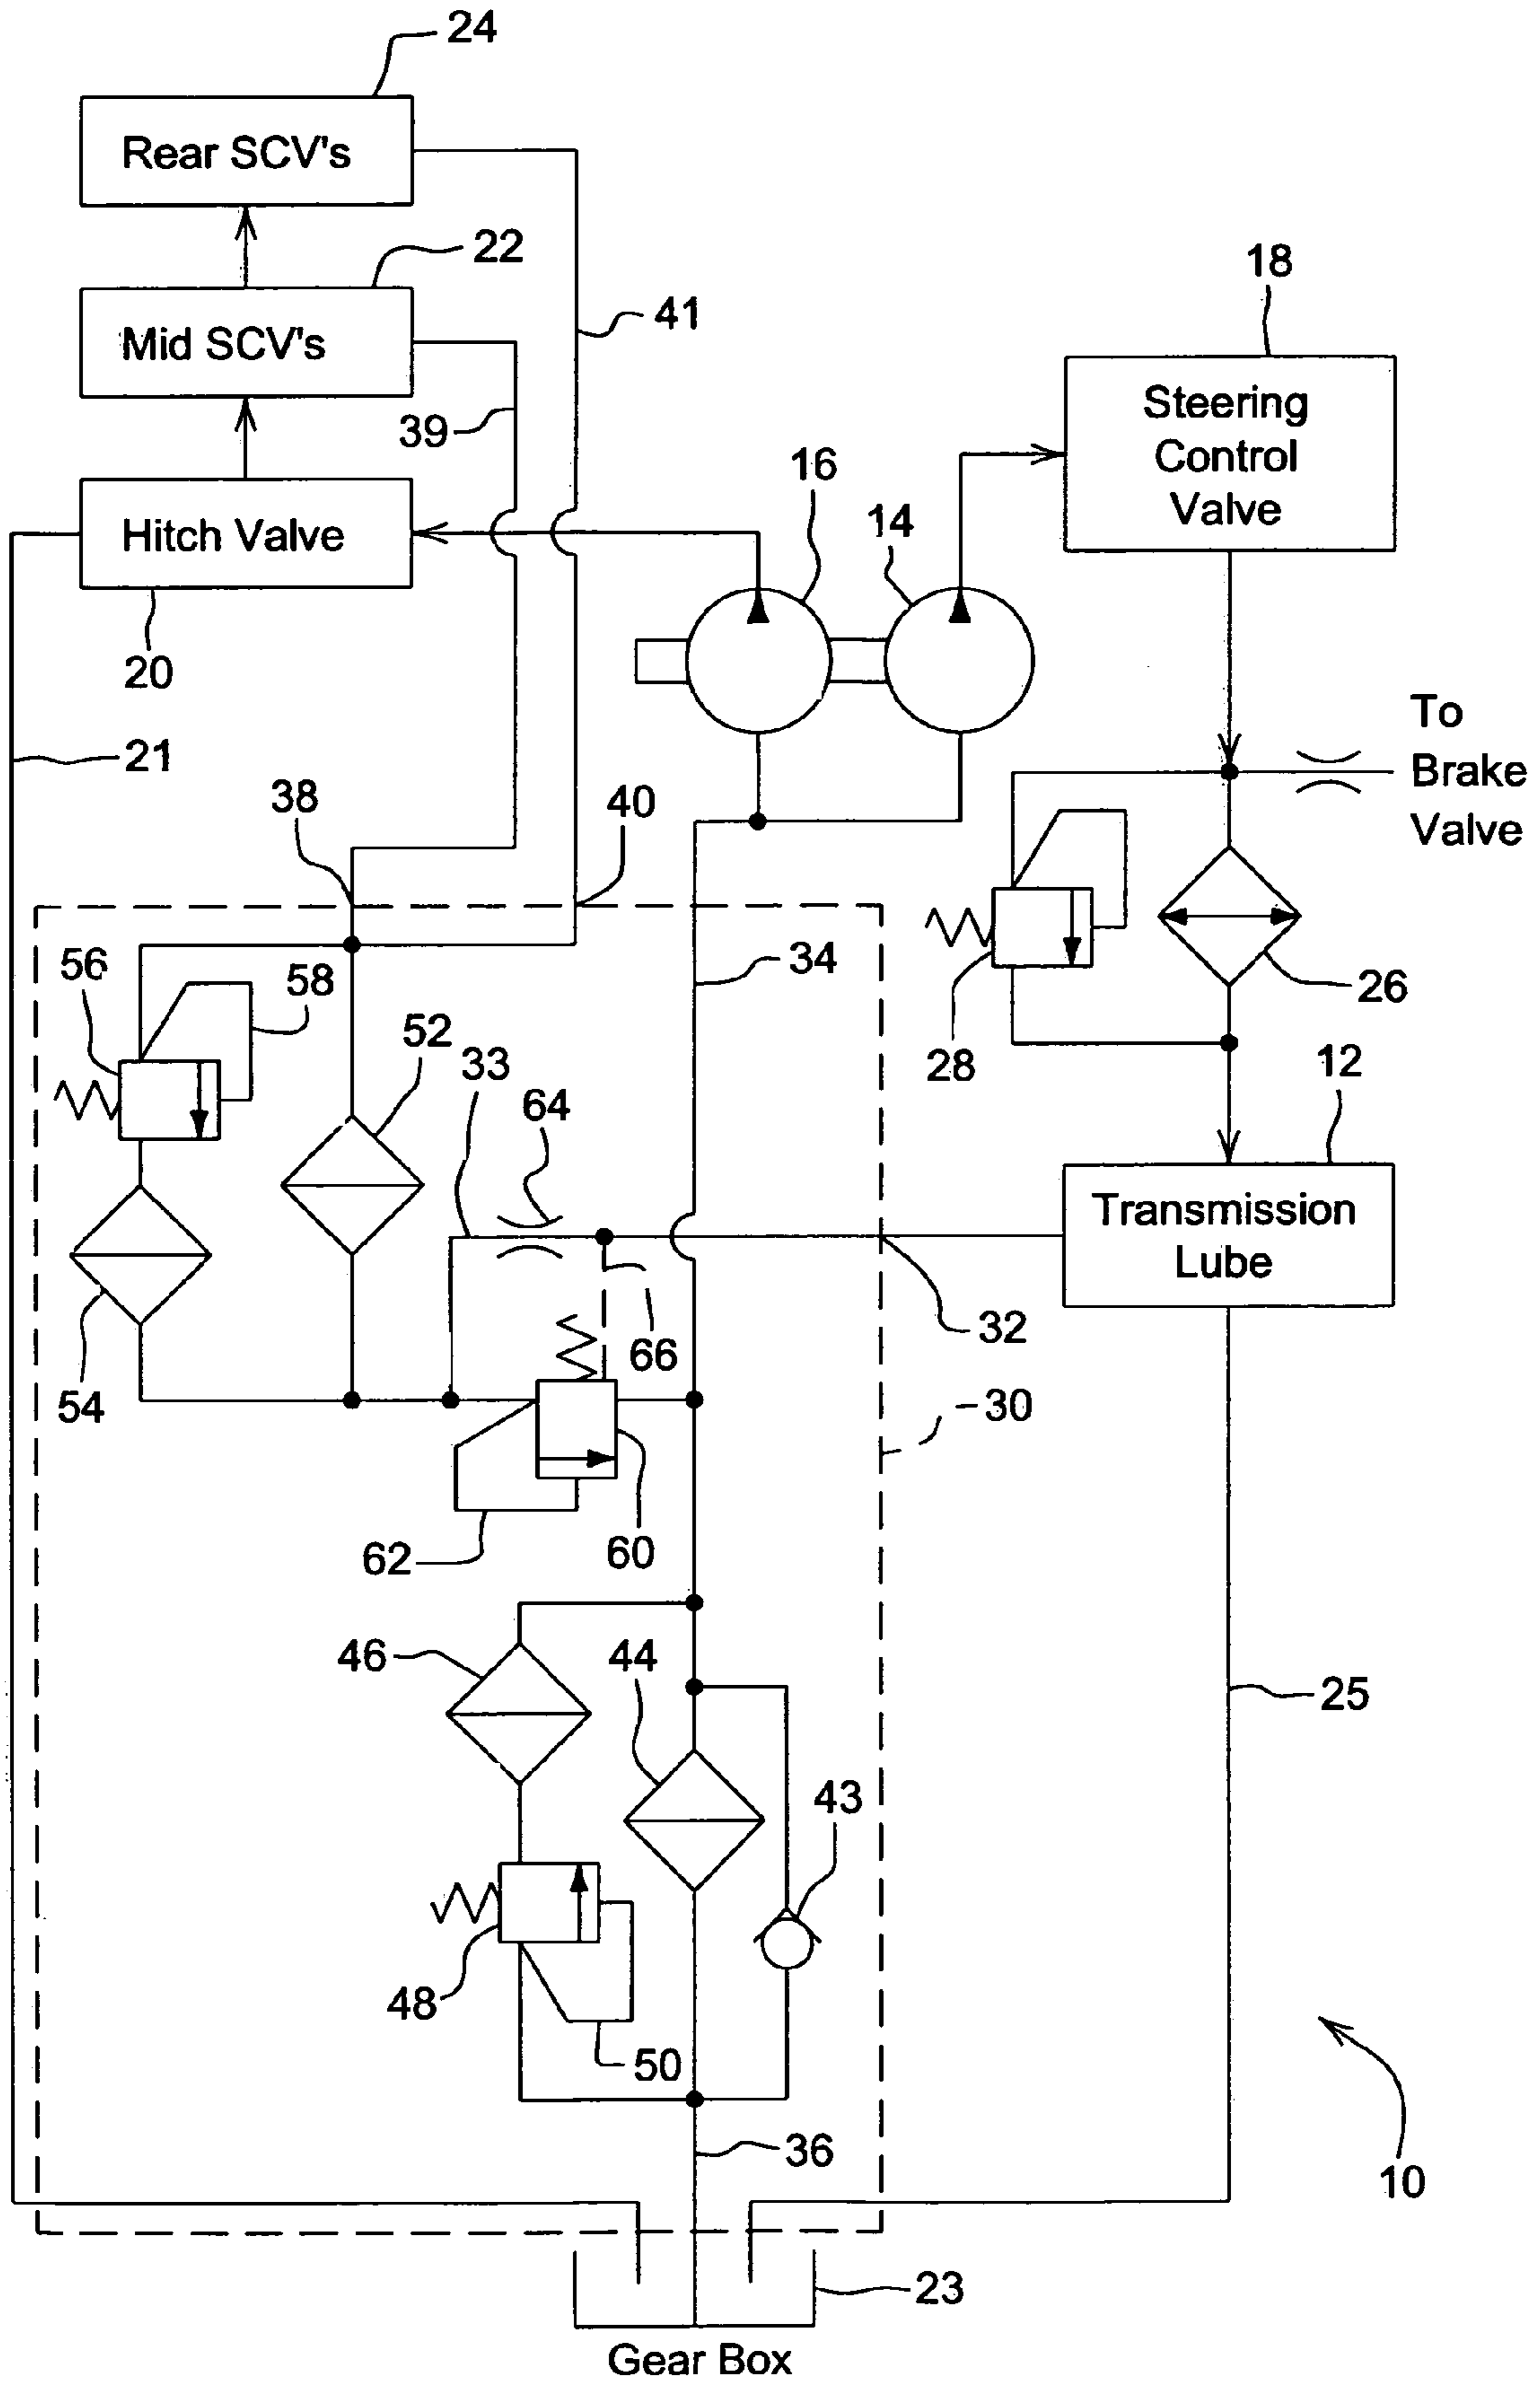 24
Rear SCV's
22
Mid SCV's
41
18
39
Steering
Control
Valve
16
14
Hitch Valve
20
21
To
Brake
Valve
38
40
34
56
58
26
28
52
33
64
12
Transmission
Lube
32
66
54
30
62
60
46
44
25
43
48
50
36
10
23
Gear Box